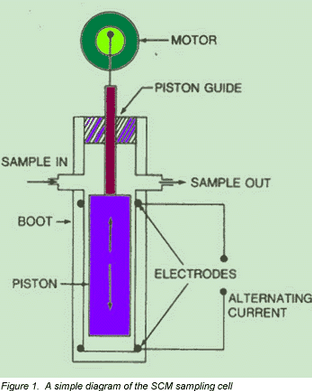 MOTOR
PISTON GUIDE
SAMPLE IN
SAMPLE OUT
BOOT
ELECTRODES
PISTON
ALTERNATING
CURRENT
Figure 1.  A simple diagram of the SCM sampling cell